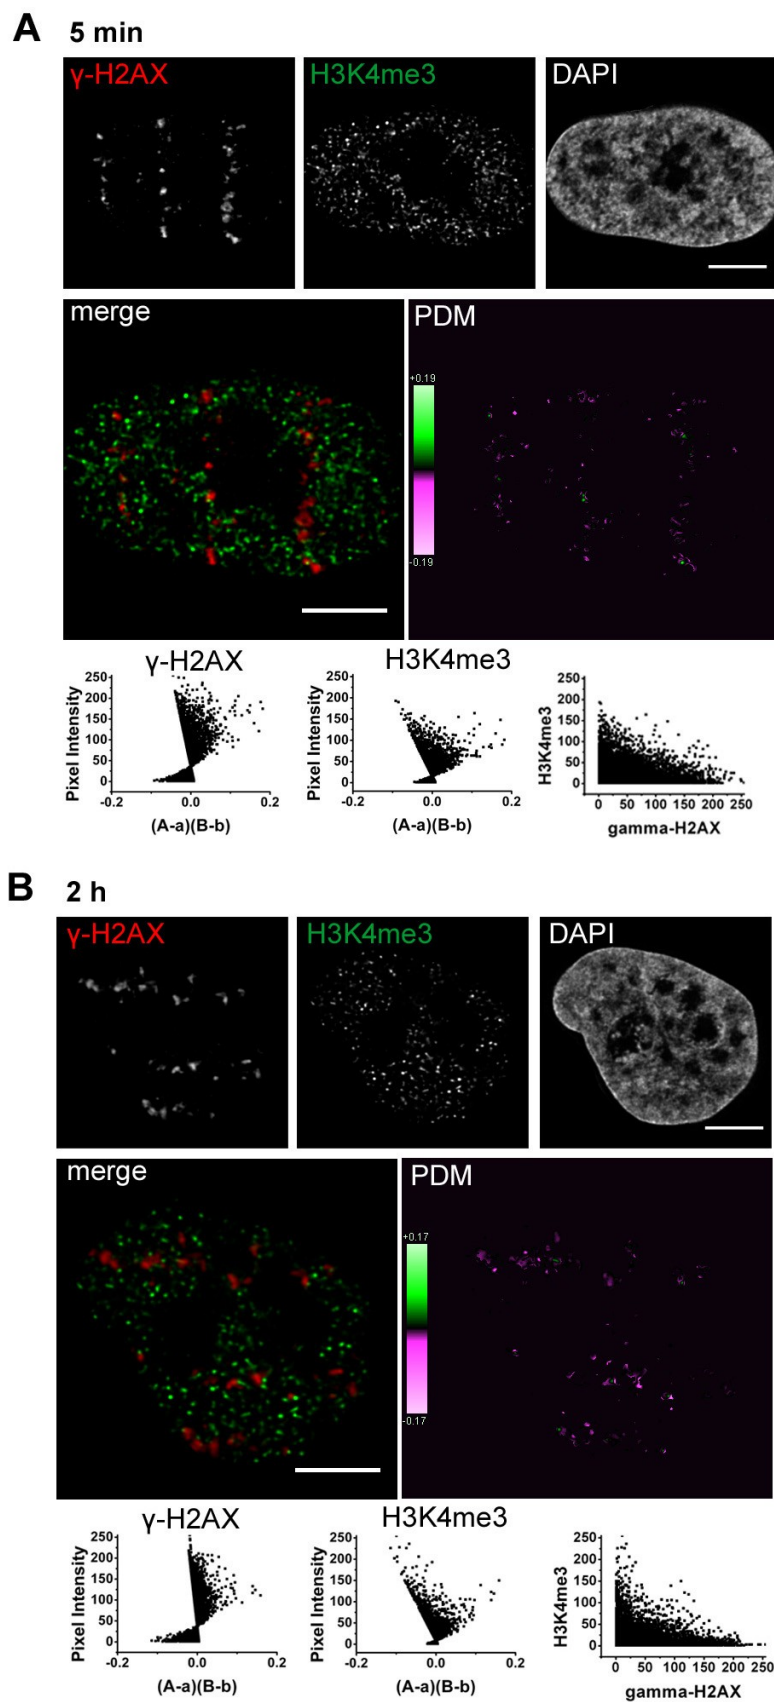 A 5 min
γ-H2AX H3K4me3 DAPI
merge PDM
+0.19
-0.19
γ-H2AX H3K4me3
Pixel Intensity
250
200
150
100
50
0
-0.2 0.0 0.2
(A-a)(B-b)
Pixel Intensity
250
200
150
100
50
0
-0.2 0.0 0.2
(A-a)(B-b)
H3K4me3
250
200
150
100
50
0
0 50 100 150 200 250
gamma-H2AX
B 2 h
γ-H2AX H3K4me3 DAPI
merge PDM
+0.17
-0.17
γ-H2AX H3K4me3
Pixel Intensity
250
200
150
100
50
0
-0.2 0.0 0.2
(A-a)(B-b)
Pixel Intensity
250
200
150
100
50
0
-0.2 0.0 0.2
(A-a)(B-b)
H3K4me3
250
200
150
100
50
0
0 50 100 150 200 250
gamma-H2AX